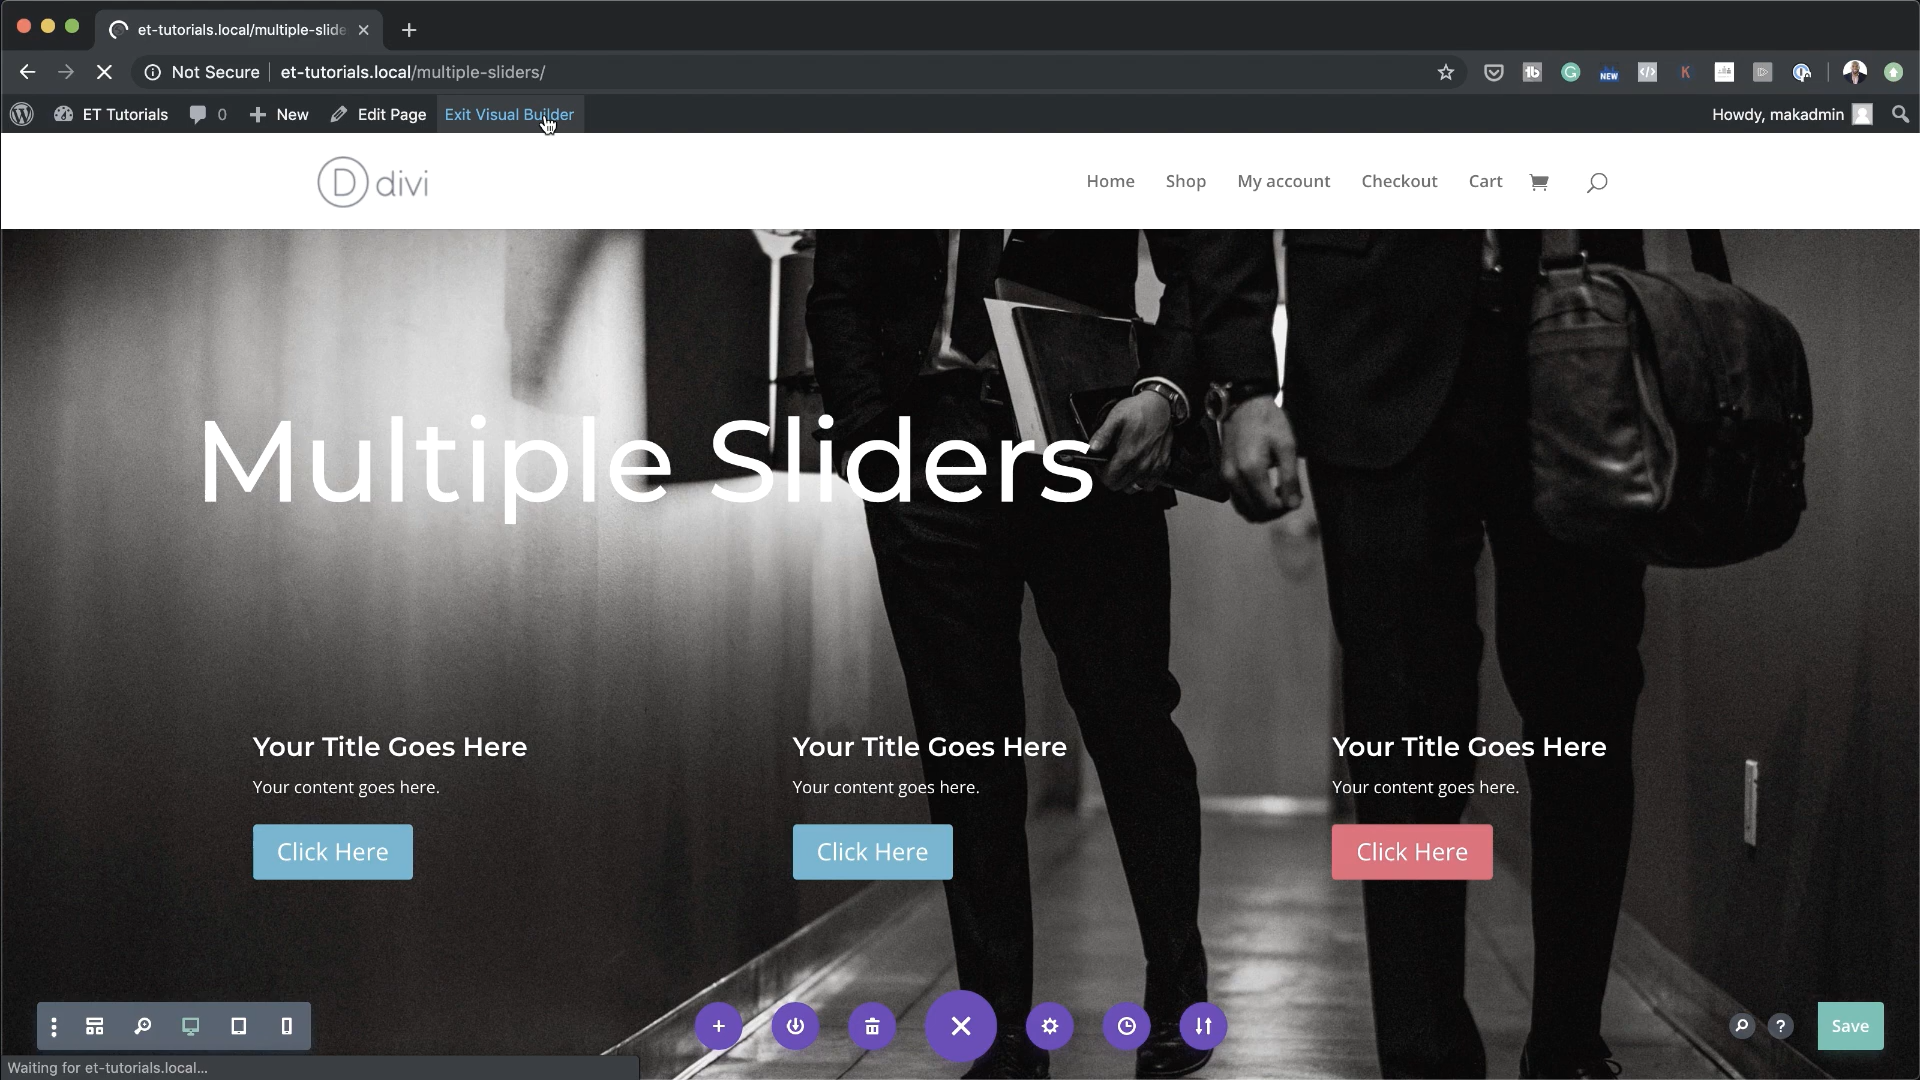 et-tutorials.local/multiple-slide
Not Secure et-tutorials.local/multiple-sliders/
ET Tutorials 0 New Edit Page Exit Visual Builder Howdy, makadmin
D divi Home Shop My account Checkout Cart
Multiple Sliders
Your Title Goes Here Your Title Goes Here Your Title Goes Here
Your content goes here. Your content goes here. Your content goes here.
Click Here Click Here Click Here
? Save
Waiting for et-tutorials.local...